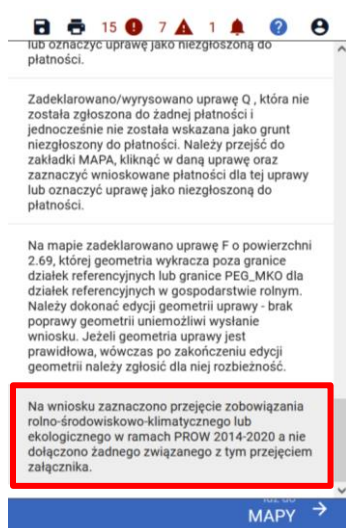 15 7 1
lub oznaczyć uprawę jako niezgłoszoną do
płatności.
Zadeklarowano/wyrysowano uprawę Q , która nie
została zgłoszona do żadnej płatności i
jednocześnie nie została wskazana jako grunt
niezgłoszony do płatności. Należy przejść do
zakładki MAPA, kliknąć w daną uprawę oraz
zaznaczyć wnioskowane płatności dla tej uprawy
lub oznaczyć uprawę jako niezgłoszoną do
płatności.
Na mapie zadeklarowano uprawę F o powierzchni
2.69, której geometria wykracza poza granice
działek referencyjnych lub granice PEG_MKO dla
działek referencyjnych w gospodarstwie rolnym.
Należy dokonać edycji geometrii uprawy - brak
poprawy geometrii uniemożliwi wysłanie
wniosku. Jeżeli geometria uprawy jest
prawidłowa, wówczas po zakończeniu edycji
geometrii należy zgłosić dla niej rozbieżność.
Na wniosku zaznaczono przejęcie zobowiązania
rolno-środowiskowo-klimatycznego lub
ekologicznego w ramach PROW 2014-2020 a nie
dołączono żadnego związanego z tym przejęciem
załącznika.
MAPY